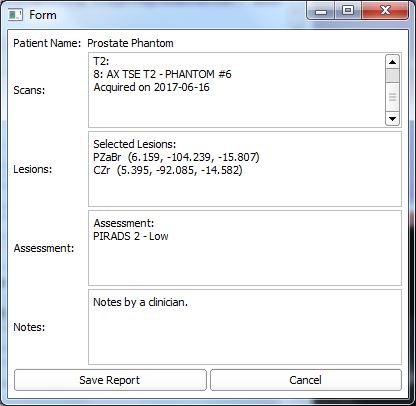 Form
Patient Name: Prostate Phantom
Scans:
T2:
8: AX TSE T2 - PHANTOM #6
Acquired on 2017-06-16
Lesions:
Selected Lesions:
PZaBr (6.159, -104.239, -15.807)
CZr (5.395, -92.085, -14.582)
Assessment:
Assessment:
PIRADS 2 - Low
Notes:
Notes by a clinician.
Save Report
Cancel